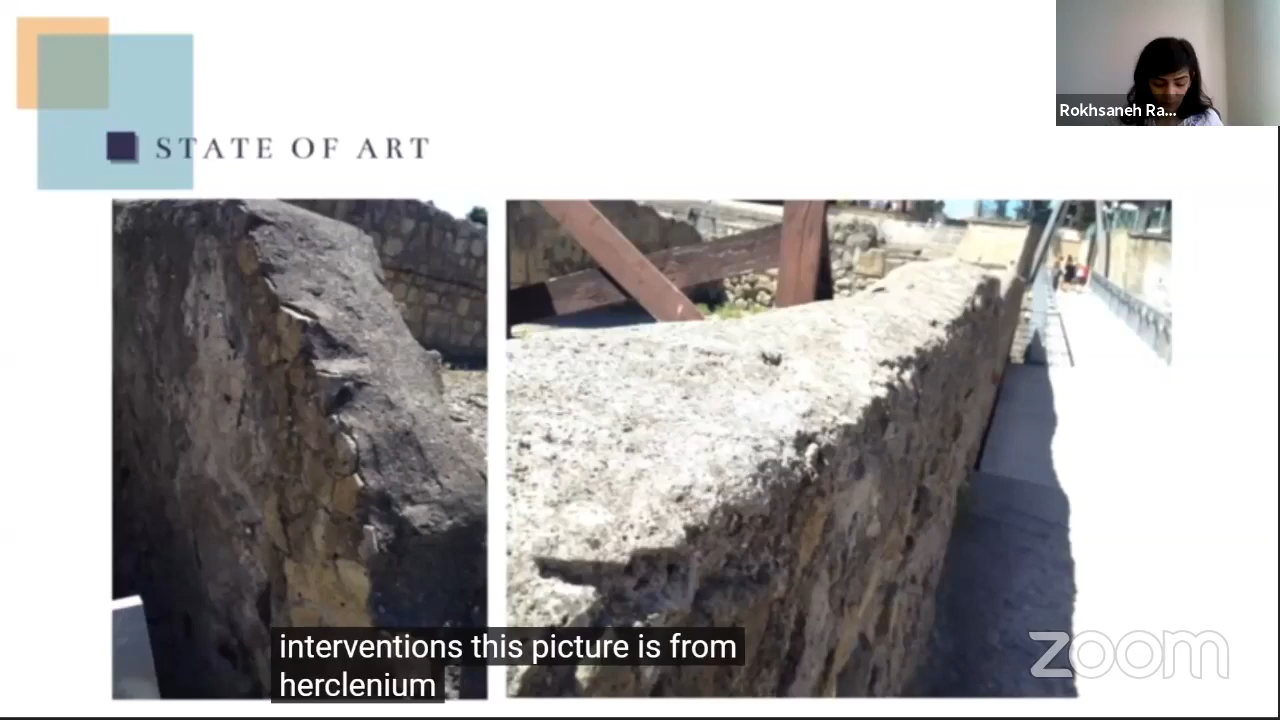 Rokhsaneh Ra...
STATE OF ART
interventions this picture is from
herclenium
zoom